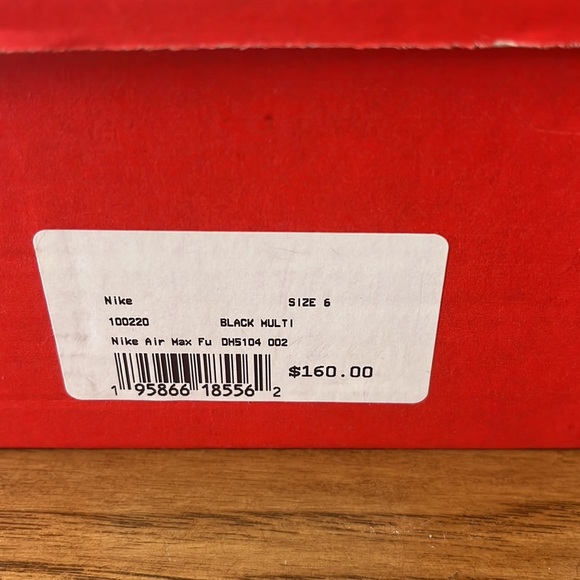 Nike SIZE 6
100220 BLACK MULTI
Nike Air Max Fu DH5104 002
$160.00
1 95866 18556 2